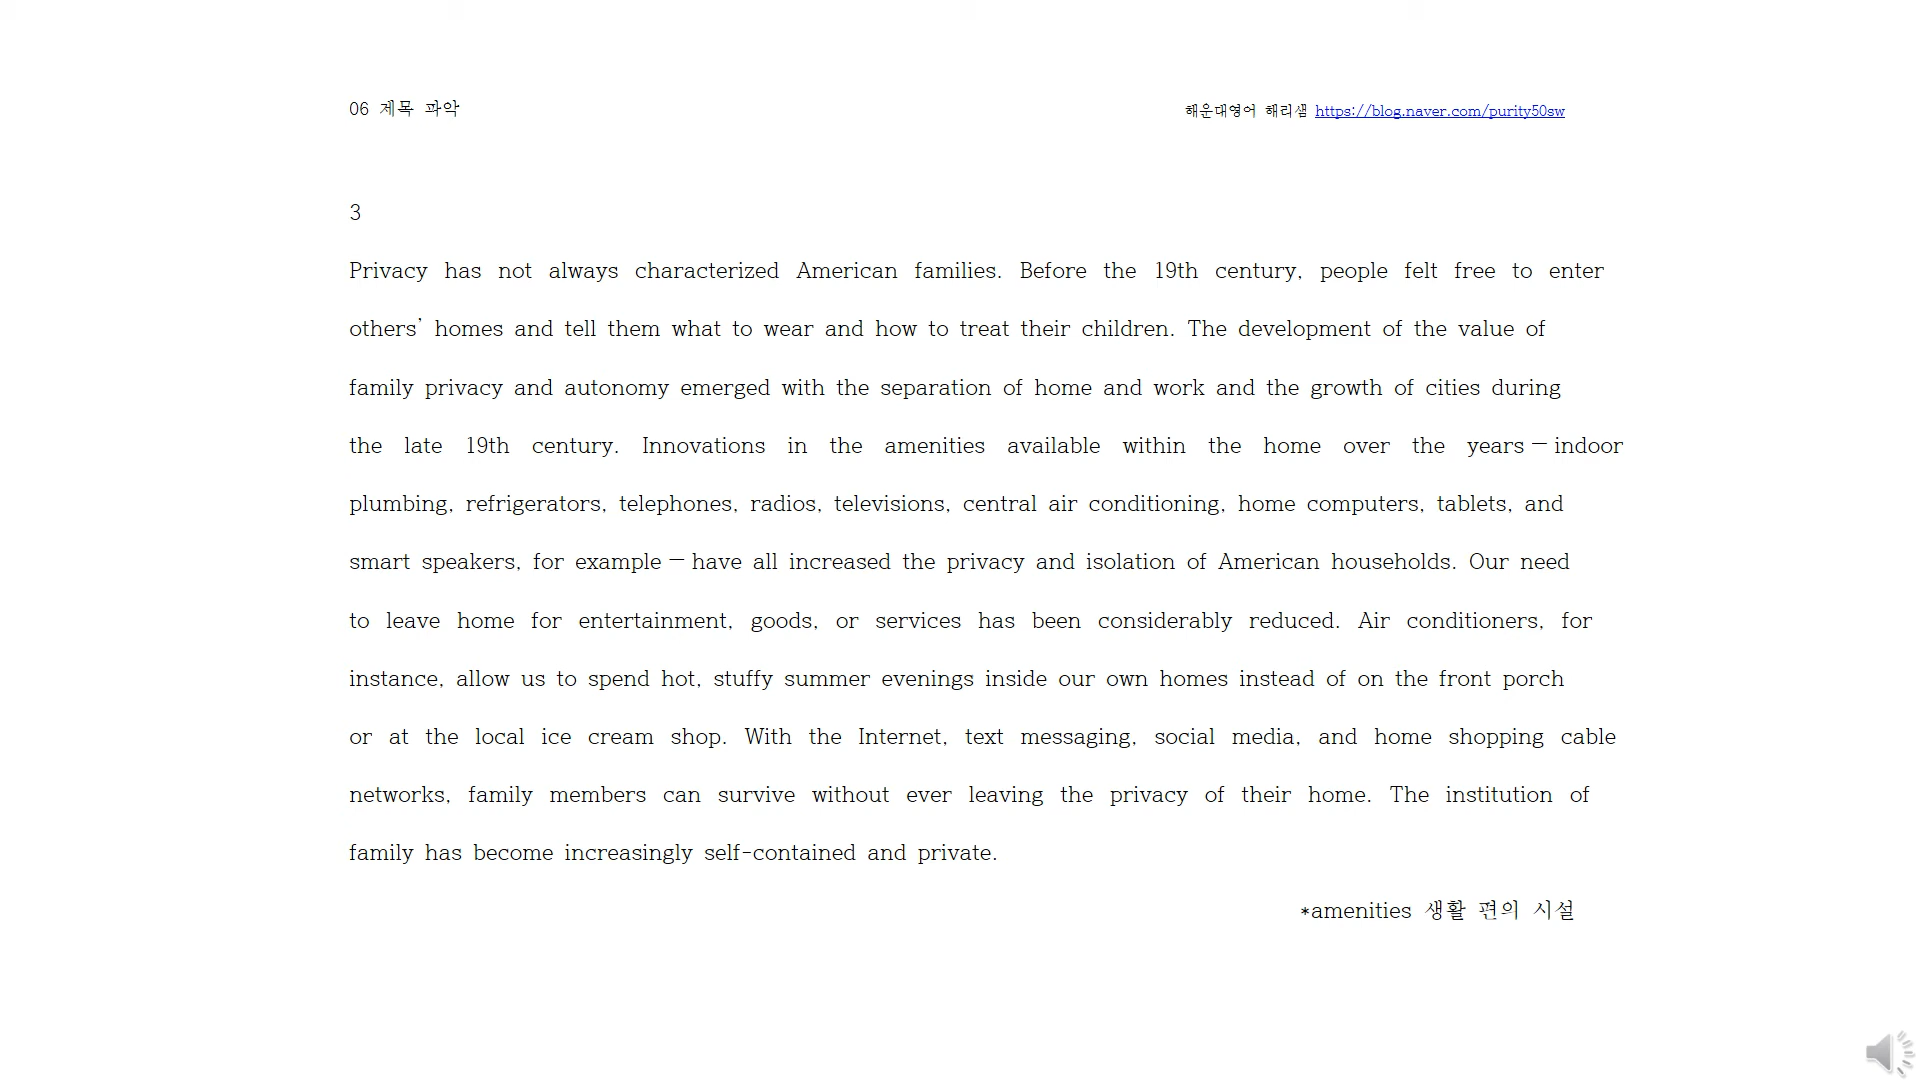 06 제목 파악
해운대영어 해리샘 https://blog.naver.com/purity50sw
3
Privacy has not always characterized American families. Before the 19th century, people felt free to enter
others’ homes and tell them what to wear and how to treat their children. The development of the value of
family privacy and autonomy emerged with the separation of home and work and the growth of cities during
the late 19th century. Innovations in the amenities available within the home over the years—indoor
plumbing, refrigerators, telephones, radios, televisions, central air conditioning, home computers, tablets, and
smart speakers, for example—have all increased the privacy and isolation of American households. Our need
to leave home for entertainment, goods, or services has been considerably reduced. Air conditioners, for
instance, allow us to spend hot, stuffy summer evenings inside our own homes instead of on the front porch
or at the local ice cream shop. With the Internet, text messaging, social media, and home shopping cable
networks, family members can survive without ever leaving the privacy of their home. The institution of
family has become increasingly self-contained and private.
*amenities 생활 편의 시설